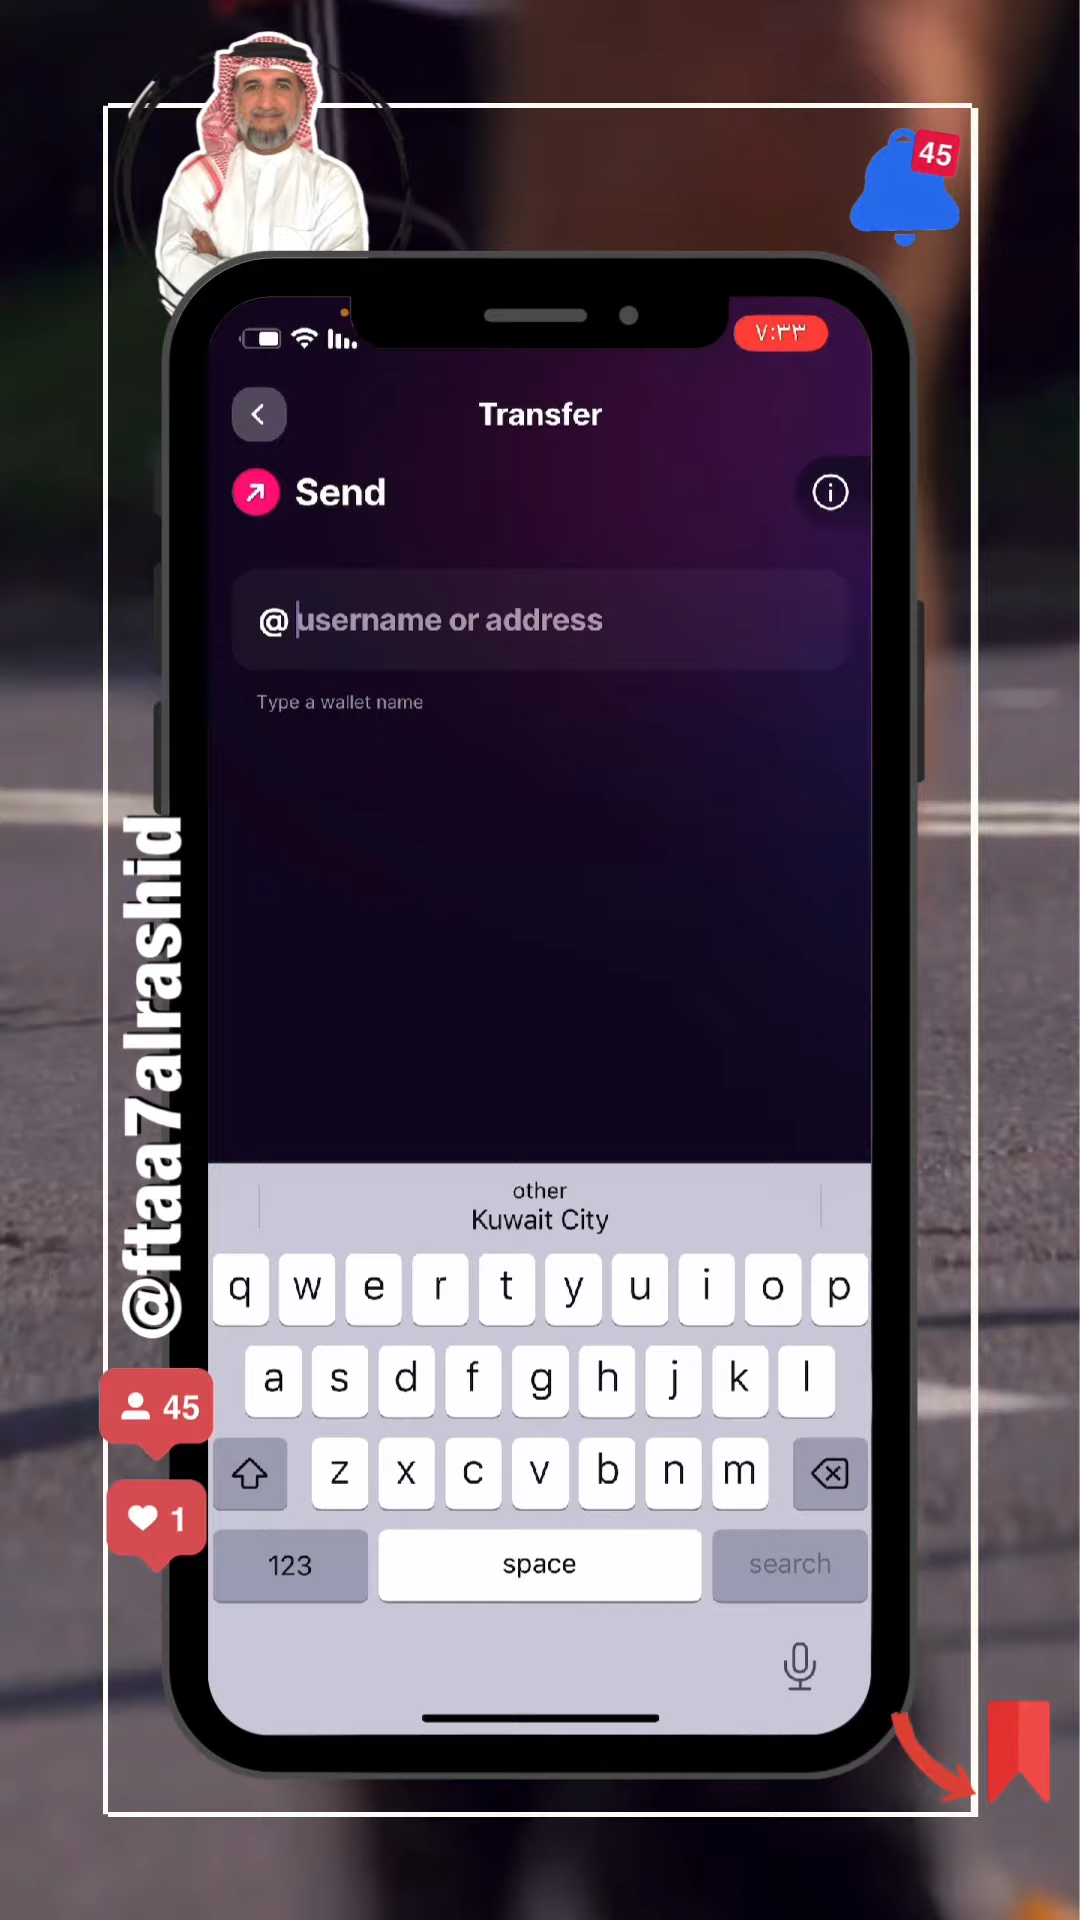 45
٧:٣٣
Transfer
Send
@ username or address
Type a wallet name
@ftaa7alrashid
other
Kuwait City
q w e r t y u i o p
a s d f g h j k l
z x c v b n m
123 space search
45
1